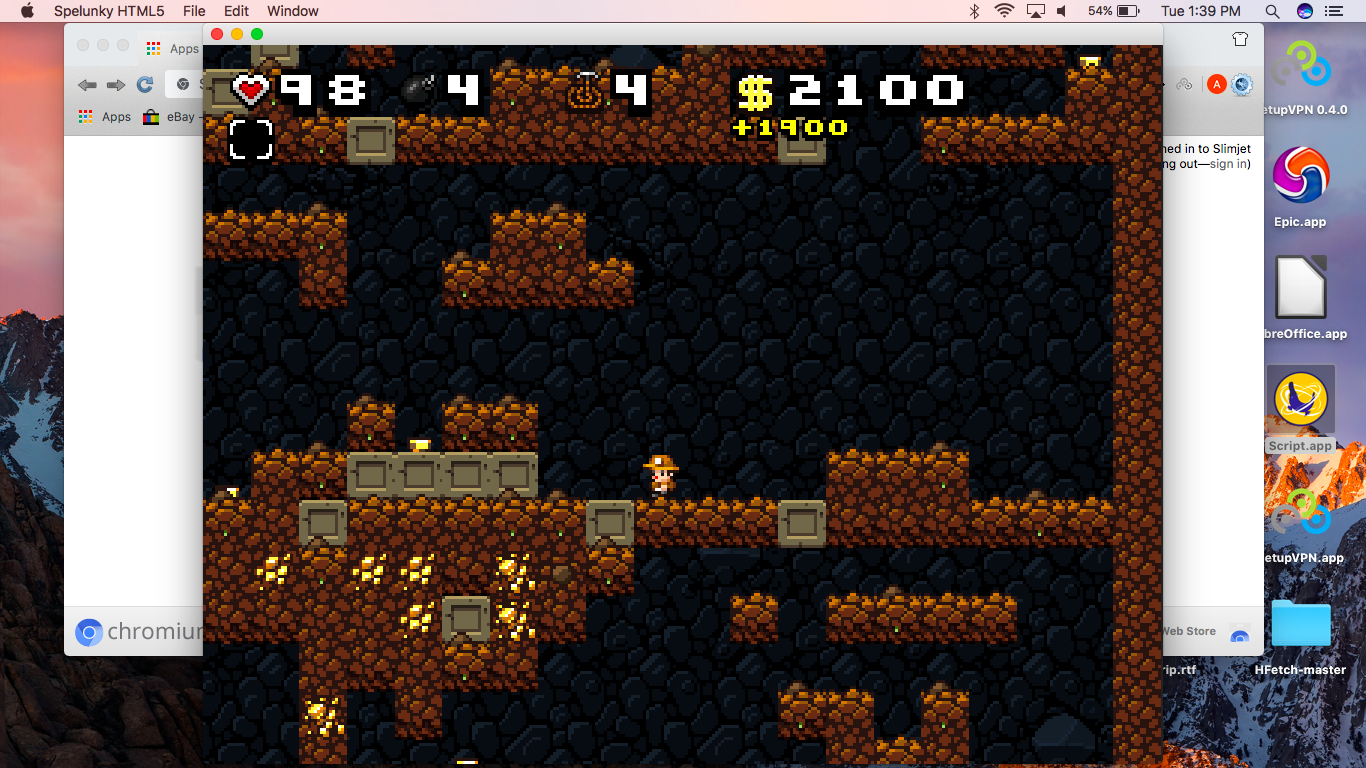 Spelunky HTML5 File Edit Window 54% Tue 1:39 PM
Apps
Apps eBay
98 4 4 $2100
+1900
ned in to Slimjet
ng out—sign in)
A
etupVPN 0.4.0
Epic.app
breOffice.app
Script.app
etupVPN.app
chromium
Web Store
rip.rtf
HFetch-master